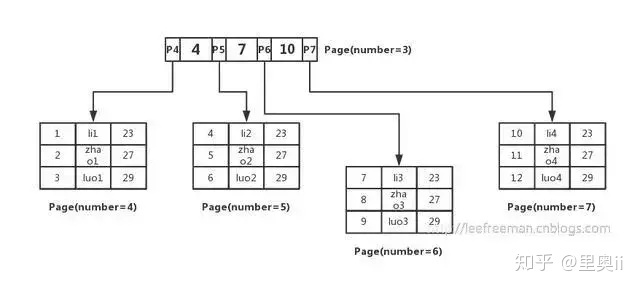 P4 4 P5 7 P6 10 P7 Page(number=3)
1 li1 23
2 zhao1 27
3 luo1 29
Page(number=4)
4 li2 23
5 zhao2 27
6 luo2 29
Page(number=5)
7 li3 23
8 zhao3 27
9 luo3 29
Page(number=6)
10 li4 23
11 zhao4 27
12 luo4 29
Page(number=7)
http://leefreeman.cnblogs.com
知乎 @里奥ii